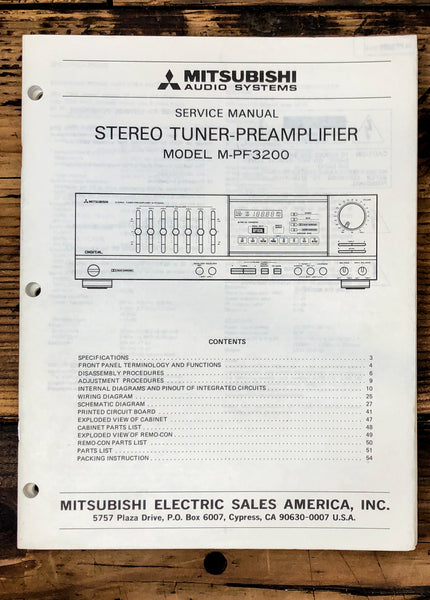 MITSUBISHI
AUDIO SYSTEMS
SERVICE MANUAL
STEREO TUNER-PREAMPLIFIER
MODEL M-PF3200
MITSUBISHI
DIGITAL
CONTENTS
SPECIFICATIONS 3
FRONT PANEL TERMINOLOGY AND FUNCTIONS 4
DISASSEMBLY PROCEDURES 6
ADJUSTMENT PROCEDURES 9
INTERNAL DIAGRAMS AND PINOUT OF INTEGRATED CIRCUITS 10
WIRING DIAGRAM 25
SCHEMATIC DIAGRAM 27
PRINTED CIRCUIT BOARD 41
EXPLODED VIEW OF CABINET 47
CABINET PARTS LIST 48
EXPLODED VIEW OF REMO-CON 49
REMO-CON PARTS LIST 50
PARTS LIST 51
PACKING INSTRUCTION 54
MITSUBISHI ELECTRIC SALES AMERICA, INC.
5757 Plaza Drive, P.O. Box 6007, Cypress, CA 90630-0007 U.S.A.